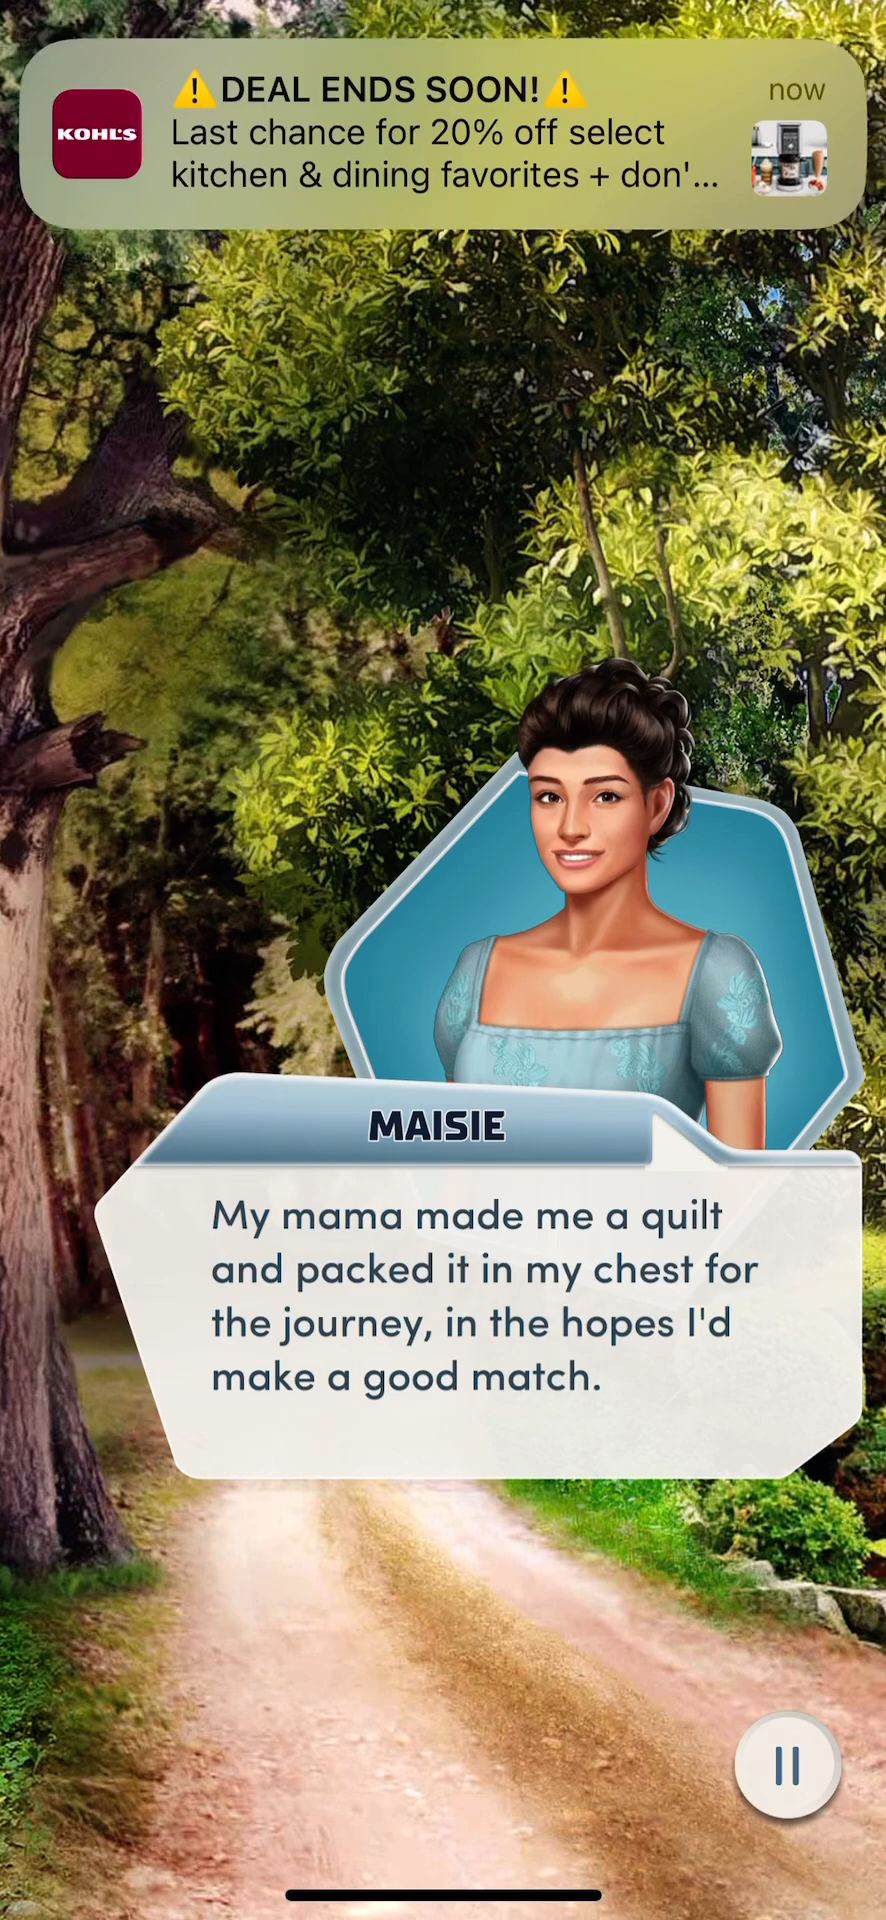 ⚠️DEAL ENDS SOON!⚠️
now
KOHL'S
Last chance for 20% off select
kitchen & dining favorites + don'...
MAISIE
My mama made me a quilt
and packed it in my chest for
the journey, in the hopes I'd
make a good match.